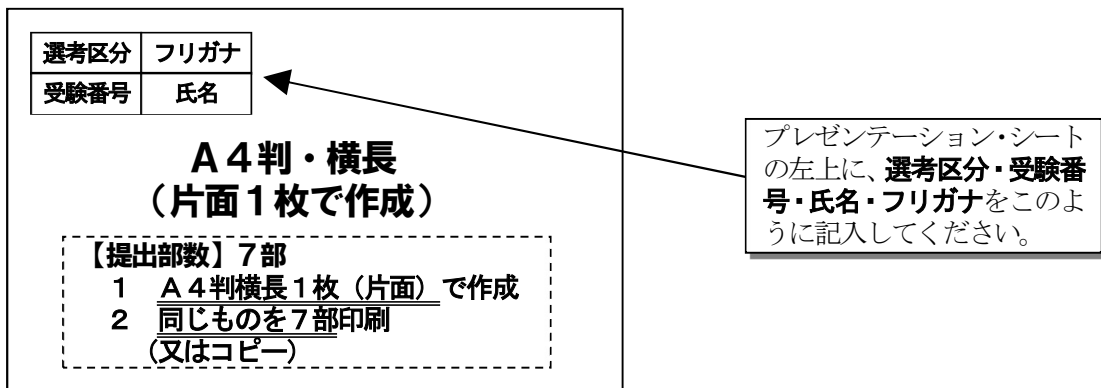 選考区分 フリガナ
受験番号 氏名
A4判・横長
（片面1枚で作成）
【提出部数】7部
1 A4判横長1枚（片面）で作成
2 同じものを7部印刷
（又はコピー）
プレゼンテーション・シート
の左上に、選考区分・受験番
号・氏名・フリガナをこのよ
うに記入してください。